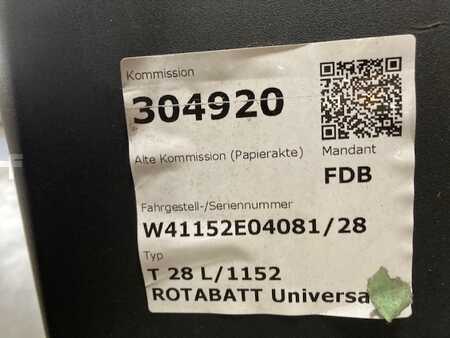 Kommission
304920
Alte Kommission (Papierakte)
Mandant
FDB
Fahrgestell-/Seriennummer
W41152E04081/28
Typ
T 28 L/1152
ROTABATT Universa